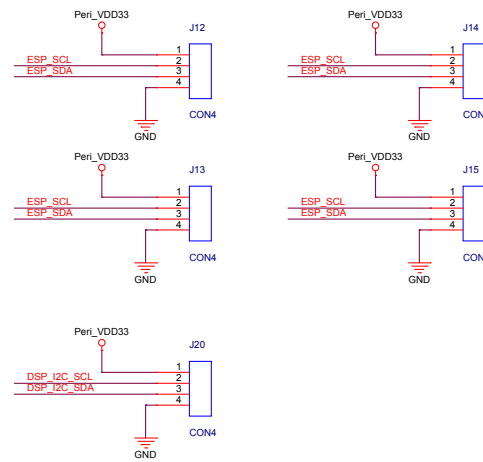 Peri_VDD33
J12
1
ESP_SCL
2
ESP_SDA
3
4
GND
CON4
Peri_VDD33
J14
1
ESP_SCL
2
ESP_SDA
3
4
GND
CON
Peri_VDD33
J13
1
ESP_SCL
2
ESP_SDA
3
4
GND
CON4
Peri_VDD33
J15
1
ESP_SCL
2
ESP_SDA
3
4
GND
CON
Peri_VDD33
J20
1
DSP_I2C_SCL
2
DSP_I2C_SDA
3
4
GND
CON4